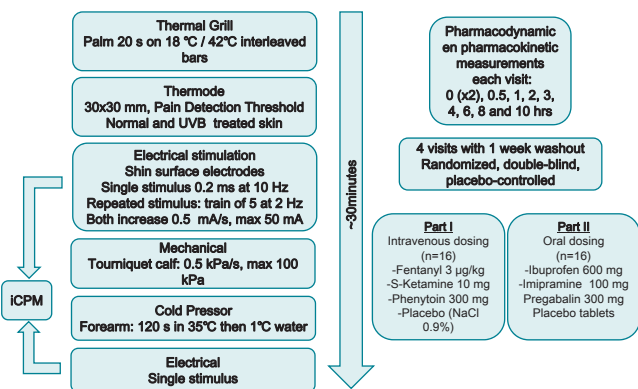 Thermal Grill
Palm 20 s on 18 °C / 42°C interleaved
bars
Thermode
30x30 mm, Pain Detection Threshold
Normal and UVB treated skin
Electrical stimulation
Shin surface electrodes
Single stimulus 0.2 ms at 10 Hz
Repeated stimulus: train of 5 at 2 Hz
Both increase 0.5 mA/s, max 50 mA
Mechanical
Tourniquet calf: 0.5 kPa/s, max 100
kPa
Cold Pressor
Forearm: 120 s in 35°C then 1°C water
Electrical
Single stimulus
iCPM
~30minutes
Pharmacodynamic
en pharmacokinetic
measurements
each visit:
0 (x2), 0.5, 1, 2, 3,
4, 6, 8 and 10 hrs
4 visits with 1 week washout
Randomized, double-blind,
placebo-controlled
Part I
Intravenous dosing
(n=16)
-Fentanyl 3 µg/kg
-S-Ketamine 10 mg
-Phenytoin 300 mg
-Placebo (NaCl
0.9%)
Part II
Oral dosing
(n=16)
-Ibuprofen 600 mg
-Imipramine 100 mg
Pregabalin 300 mg
Placebo tablets